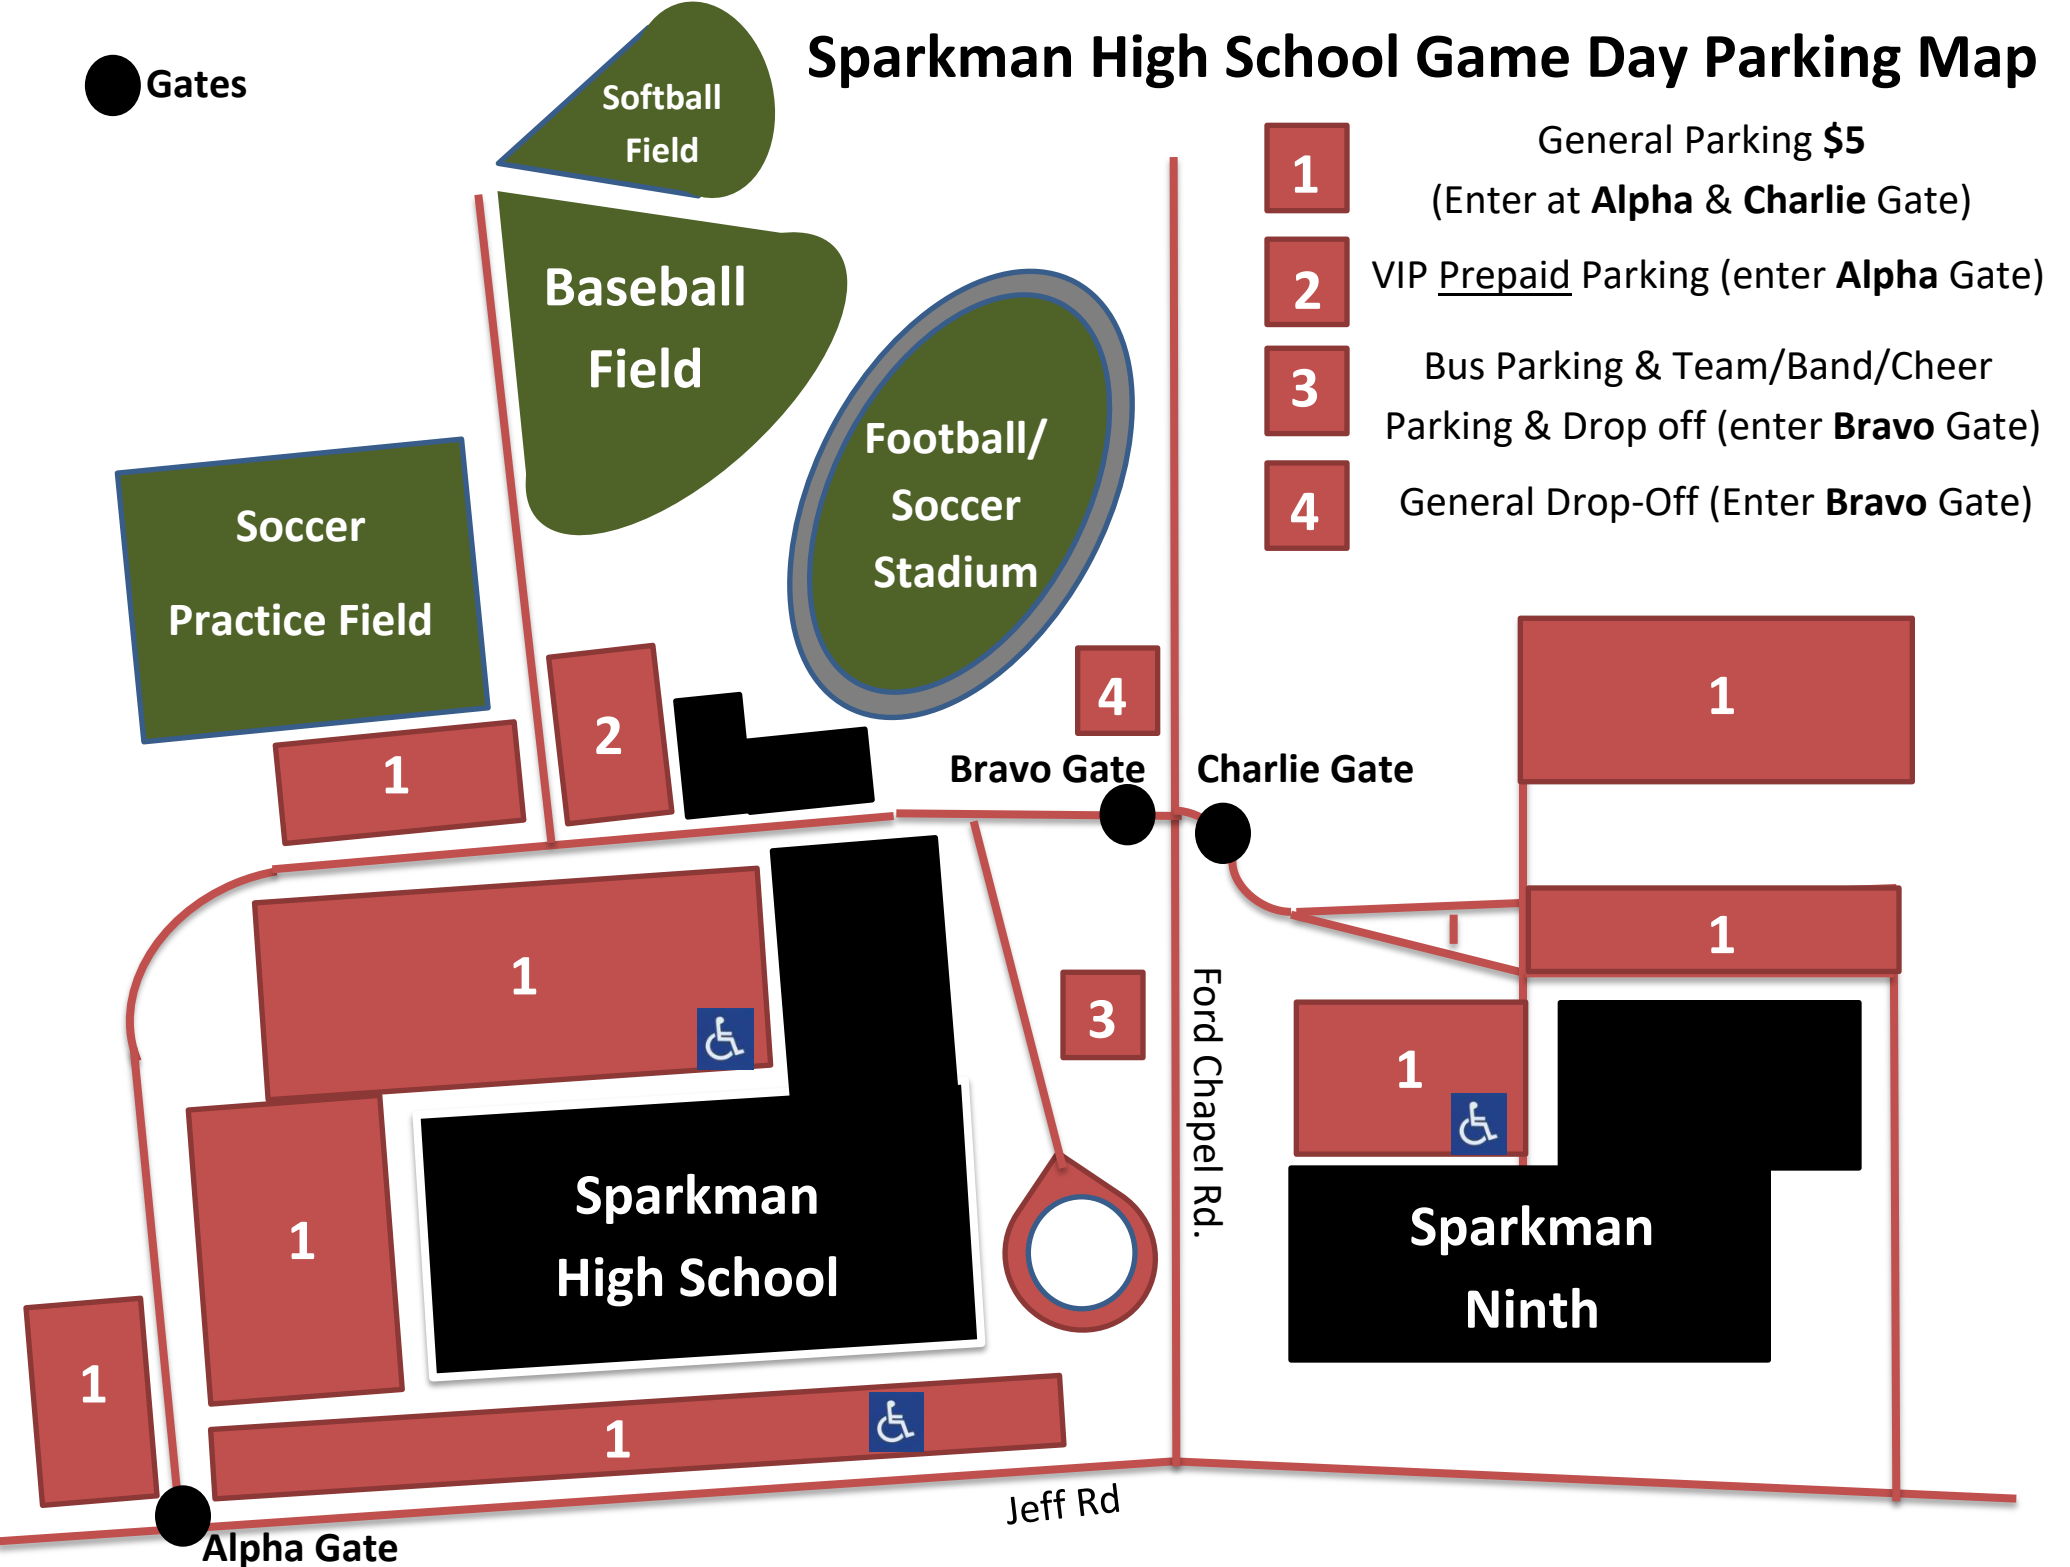 Sparkman High School Game Day Parking Map
Gates
1
General Parking $5
(Enter at Alpha & Charlie Gate)
2
VIP Prepaid Parking (enter Alpha Gate)
3
Bus Parking & Team/Band/Cheer
Parking & Drop off (enter Bravo Gate)
4
General Drop-Off (Enter Bravo Gate)
Softball
Field
Baseball
Field
Football/
Soccer
Stadium
Soccer
Practice Field
1
2
4
1
Bravo Gate
Charlie Gate
1
1
3
1
Ford Chapel Rd.
Sparkman
High School
Sparkman
Ninth
1
1
1
Jeff Rd
Alpha Gate